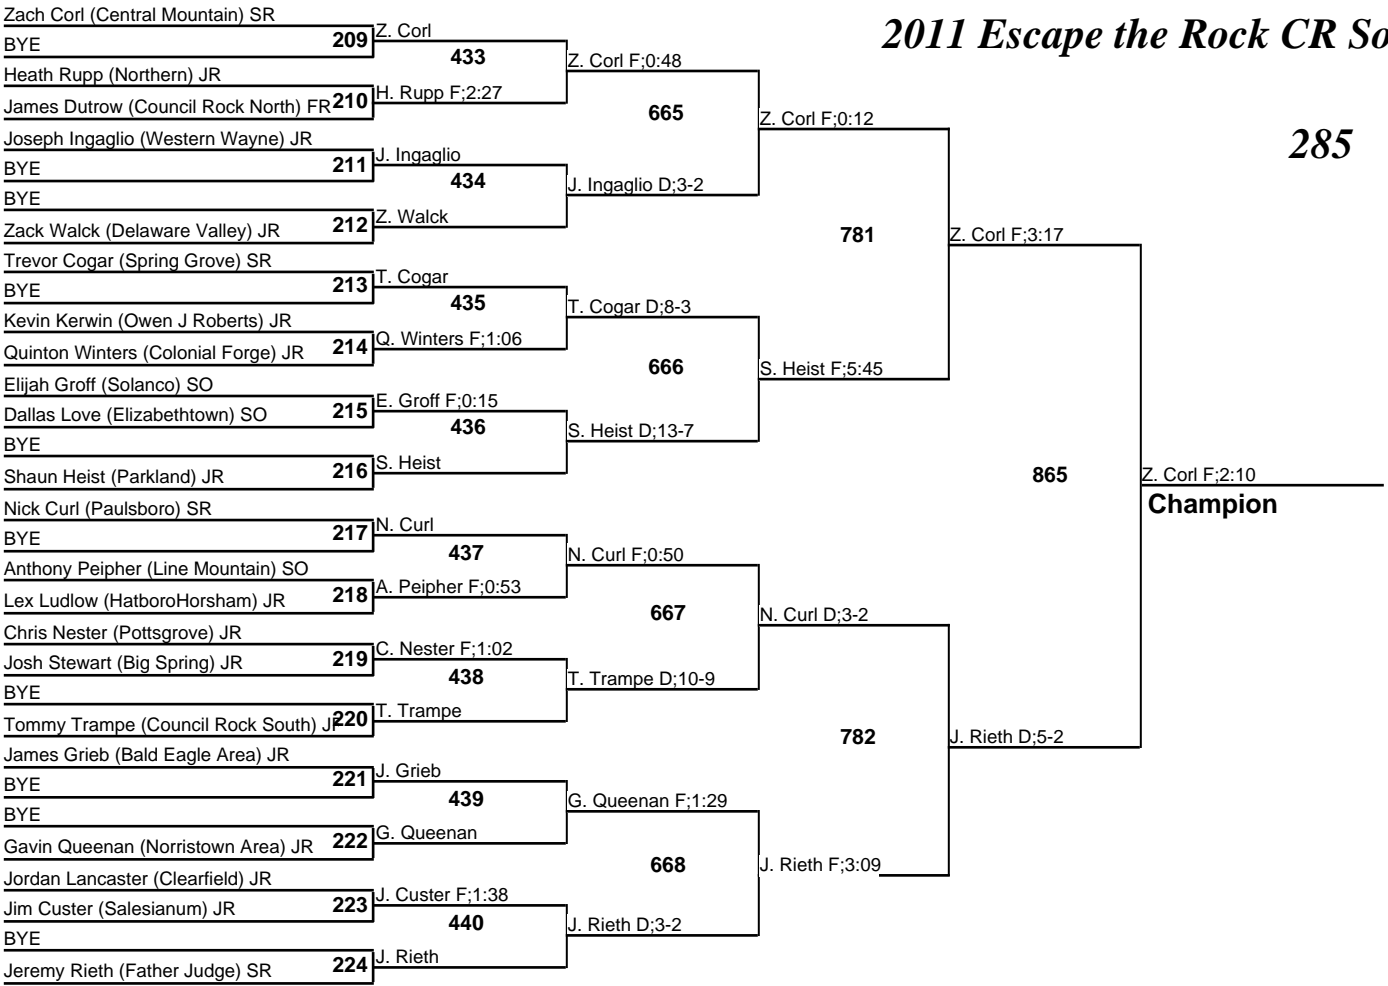 2011 Escape the Rock CR So
285
Zach Corl (Central Mountain) SR
BYE
209
Heath Rupp (Northern) JR
James Dutrow (Council Rock North) FR
210
Joseph Ingaglio (Western Wayne) JR
BYE
211
BYE
Zack Walck (Delaware Valley) JR
212
Trevor Cogar (Spring Grove) SR
BYE
213
Kevin Kerwin (Owen J Roberts) JR
Quinton Winters (Colonial Forge) JR
214
Elijah Groff (Solanco) SO
Dallas Love (Elizabethtown) SO
215
BYE
Shaun Heist (Parkland) JR
216
Nick Curl (Paulsboro) SR
BYE
217
Anthony Peipher (Line Mountain) SO
Lex Ludlow (HatboroHorsham) JR
218
Chris Nester (Pottsgrove) JR
Josh Stewart (Big Spring) JR
219
BYE
Tommy Trampe (Council Rock South) JR
220
James Grieb (Bald Eagle Area) JR
BYE
221
BYE
Gavin Queenan (Norristown Area) JR
222
Jordan Lancaster (Clearfield) JR
Jim Custer (Salesianum) JR
223
BYE
Jeremy Rieth (Father Judge) SR
224
Z. Corl
433
H. Rupp F;2:27
J. Ingaglio
434
Z. Walck
T. Cogar
435
Q. Winters F;1:06
E. Groff F;0:15
436
S. Heist
N. Curl
437
A. Peipher F;0:53
C. Nester F;1:02
438
T. Trampe
J. Grieb
439
G. Queenan
J. Custer F;1:38
440
J. Rieth
Z. Corl F;0:48
665
J. Ingaglio D;3-2
T. Cogar D;8-3
666
S. Heist D;13-7
N. Curl F;0:50
667
T. Trampe D;10-9
G. Queenan F;1:29
668
J. Rieth D;3-2
Z. Corl F;0:12
781
S. Heist F;5:45
N. Curl D;3-2
782
J. Rieth F;3:09
Z. Corl F;3:17
865
J. Rieth D;5-2
Z. Corl F;2:10
Champion